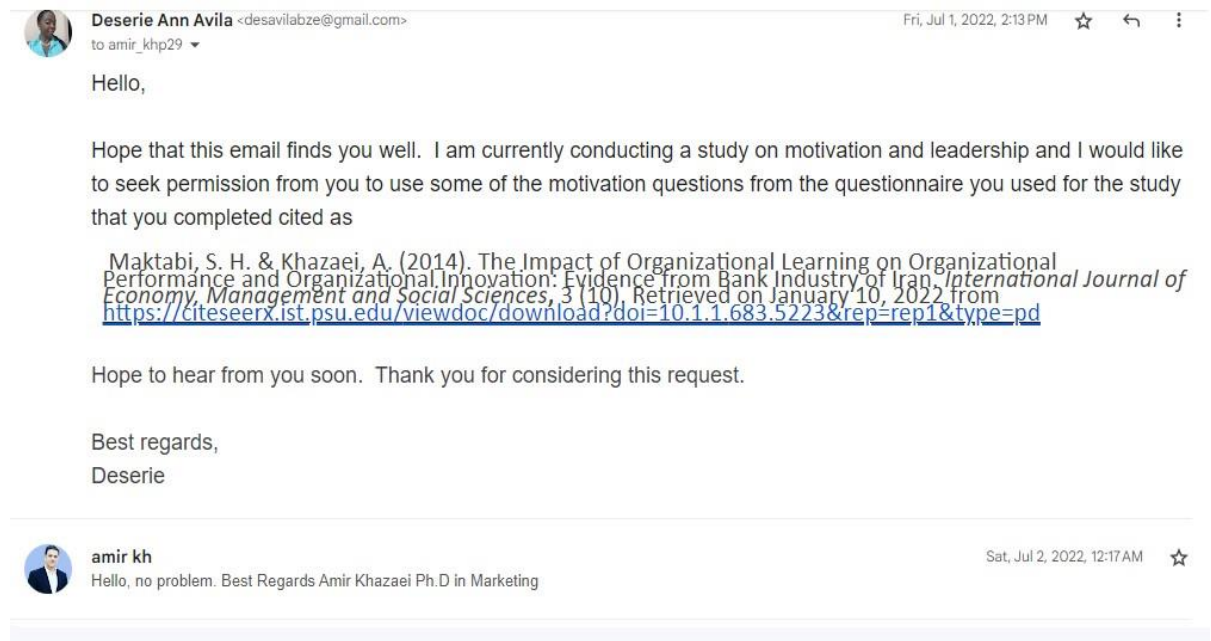 Deserie Ann Avila <desavilabze@gmail.com> Fri, Jul 1, 2022, 2:13 PM
to amir_khp29
Hello,
Hope that this email finds you well. I am currently conducting a study on motivation and leadership and I would like
to seek permission from you to use some of the motivation questions from the questionnaire you used for the study
that you completed cited as
Maktabi, S. H. & Khazaei, A. (2014). The Impact of Organizational Learning on Organizational
Performance and Organizational Innovation: Evidence from Bank Industry of Iran. International Journal of
Economy, Management and Social Sciences, 3 (10). Retrieved on January 10, 2022 from
https://citeseerx.ist.psu.edu/viewdoc/download?doi=10.1.1.683.5223&rep=rep1&type=pd
Hope to hear from you soon. Thank you for considering this request.
Best regards,
Deserie
amir kh Sat, Jul 2, 2022, 12:17 AM
Hello, no problem. Best Regards Amir Khazaei Ph.D in Marketing